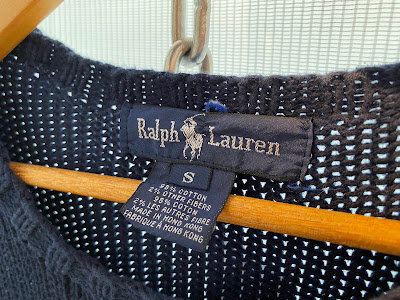 Ralph Lauren
S
98% COTTON
2% OTHER FIBERS
98% COTON
2% LES AUTRES FIBRE
MADE IN HONG KONG
FABRIQUÉ A HONG KONG